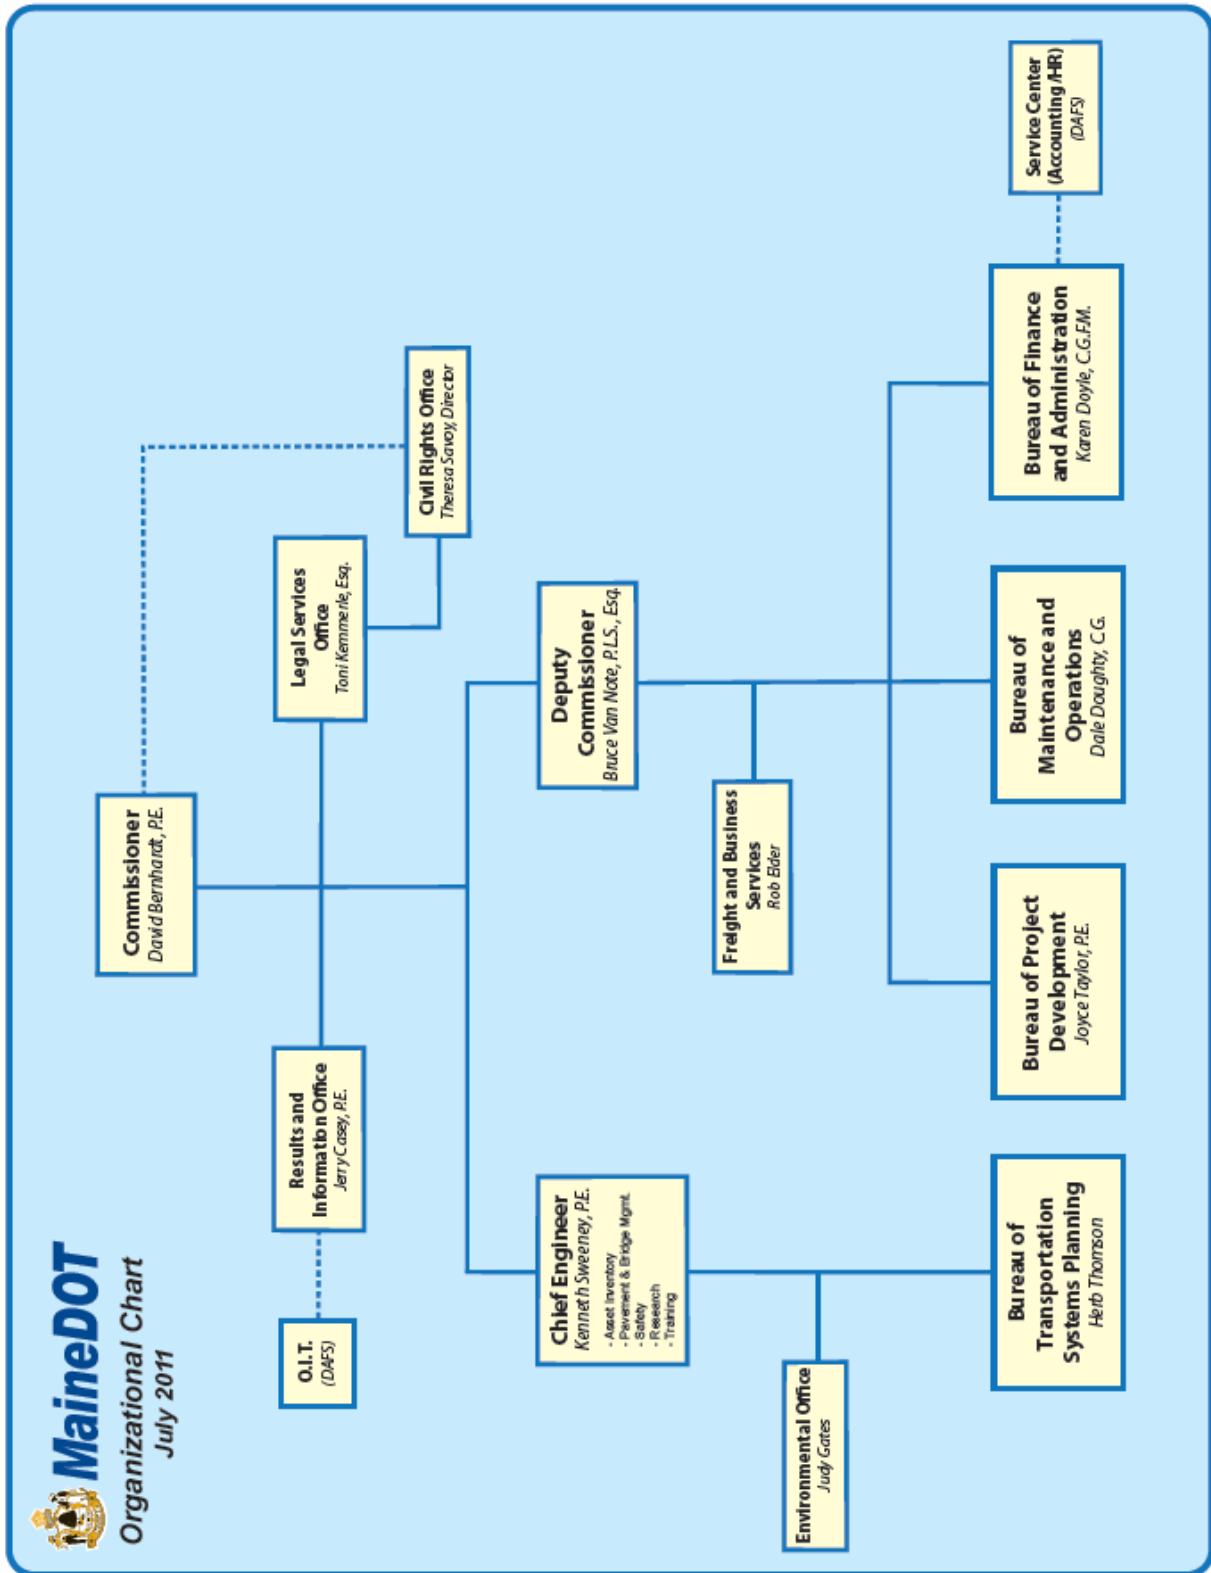 MaineDOT
Organizational Chart
July 2011
Commissioner
David Bernhardt, P.E.
O.I.T.
(DAFS)
Results and
Information Office
Jerry Casey, P.E.
Legal Services
Office
Toni Kemmerle, Esq.
Civil Rights Office
Theresa Savoy, Director
Chief Engineer
Kenneth Sweeney, P.E.
- Asset Inventory
- Pavement & Bridge Mgmt.
- Safety
- Research
- Training
Deputy
Commissioner
Bruce Van Note, P.L.S., Esq.
Environmental Office
Judy Gates
Freight and Business
Services
Rob Elder
Bureau of
Transportation
Systems Planning
Herb Thomson
Bureau of Project
Development
Joyce Taylor, P.E.
Bureau of
Maintenance and
Operations
Dale Doughty, C.G.
Bureau of Finance
and Administration
Karen Doyle, C.G.F.M.
Service Center
(Accounting/HR)
(DAFS)